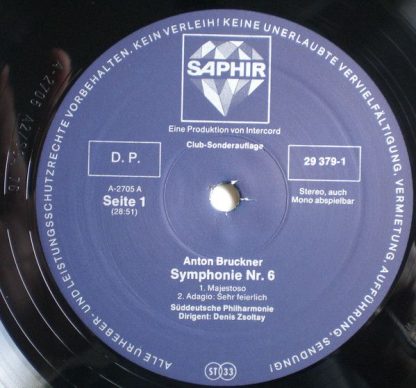 ALLE URHEBER- UND LEISTUNGSSCHUTZRECHTE VORBEHALTEN. KEIN VERLEIH! KEINE UNERLAUBTE VERVIELFÄLTIGUNG, VERMIETUNG, AUFFÜHRUNG, SENDUNG!
SAPHIR
Eine Produktion von Intercord
Club-Sonderauflage
D. P.
29 379-1
A-2705 A
Seite 1
(28:51)
Stereo, auch
Mono abspielbar
Anton Bruckner
Symphonie Nr. 6
1. Majestoso
2. Adagio: Sehr feierlich
Süddeutsche Philharmonie
Dirigent: Denis Zsoltay
ST 33